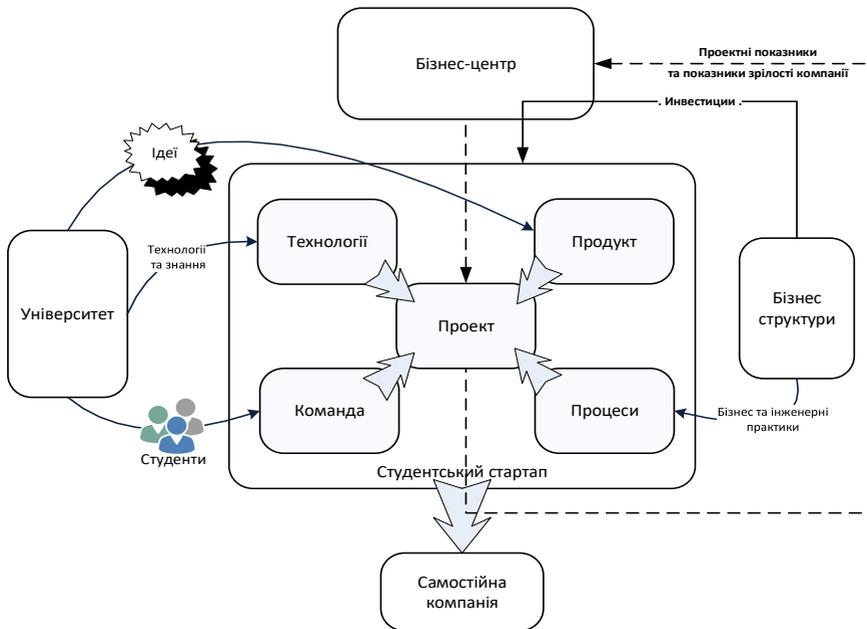 Бізнес-центр
Проектні показники
та показники зрілості компанії
. Инвестиции .
Ідеї
Технології
та знання
Технології
Продукт
Університет
Проект
Бізнес
структури
Команда
Процеси
Бізнес та інженерні
практики
Студенти
Студентський стартап
Самостійна
компанія